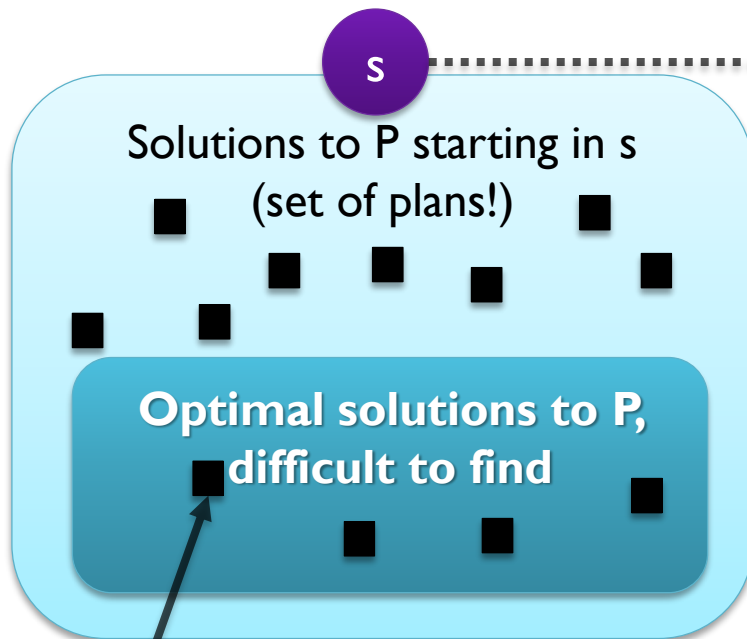 s
Solutions to P starting in s
(set of plans!)
Optimal solutions to P,
difficult to find